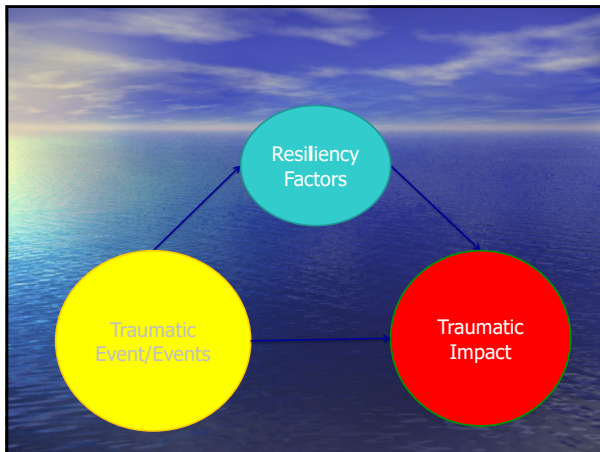 Resiliency
Factors
Traumatic
Event/Events
Traumatic
Impact